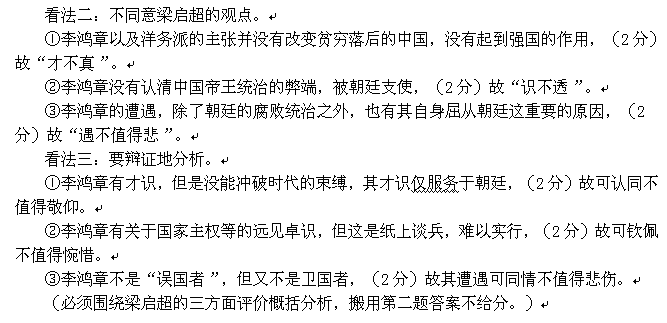 看法二：不同意梁启超的观点。
①李鸿章以及洋务派的主张并没有改变贫穷落后的中国，没有起到强国的作用，（2分）
故“才不真 ”。
②李鸿章没有认清中国帝王统治的弊端，被朝廷支使，（2分）故“识不透 ”。
③李鸿章的遭遇，除了朝廷的腐败统治之外，也有其自身屈从朝廷这重要的原因，（2
分）故“遇不值得悲 ”。
看法三：要辩证地分析。
①李鸿章有才识，但是没能冲破时代的束缚，其才识仅服务于朝廷，（2分）故可认同不
值得敬仰。
②李鸿章有关于国家主权等的远见卓识，但这是纸上谈兵，难以实行，（2分）故可钦佩
不值得惋惜。
③李鸿章不是“误国者 ”，但又不是卫国者，（2分）故其遭遇可同情不值得悲伤。
（必须围绕梁启超的三方面评价概括分析，搬用第二题答案不给分。）